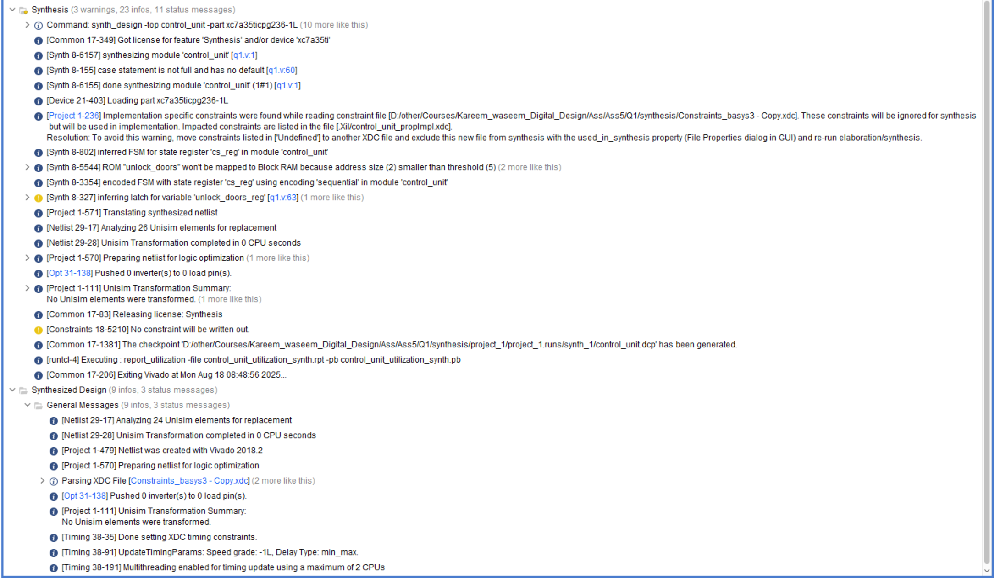 Synthesis (3 warnings, 23 infos, 11 status messages)
Command: synth_design -top control_unit -part xc7a35ticpg236-1L (10 more like this)
[Common 17-349] Got license for feature 'Synthesis' and/or device 'xc7a35ti'
[Synth 8-6157] synthesizing module 'control_unit' [q1.v:1]
[Synth 8-155] case statement is not full and has no default [q1.v:60]
[Synth 8-6155] done synthesizing module 'control_unit' (1#1) [q1.v:1]
[Device 21-403] Loading part xc7a35ticpg236-1L
[Project 1-236] Implementation specific constraints were found while reading constraint file [D:/other/Courses/Kareem_waseem_Digital_Design/Ass/Ass5/Q1/synthesis/Constraints_basys3 - Copy.xdc]. These constraints will be ignored for synthesis
but will be used in implementation. Impacted constraints are listed in the file [.Xil/control_unit_propImpl.xdc].
Resolution: To avoid this warning, move constraints listed in ['Undefined'] to another XDC file and exclude this new file from synthesis with the used_in_synthesis property (File Properties dialog in GUI) and re-run elaboration/synthesis.
[Synth 8-802] inferred FSM for state register 'cs_reg' in module 'control_unit'
[Synth 8-5544] ROM "unlock_doors" won't be mapped to Block RAM because address size (2) smaller than threshold (5) (2 more like this)
[Synth 8-3354] encoded FSM with state register 'cs_reg' using encoding 'sequential' in module 'control_unit'
[Synth 8-327] inferring latch for variable 'unlock_doors_reg' [q1.v:63] (1 more like this)
[Project 1-571] Translating synthesized netlist
[Netlist 29-17] Analyzing 26 Unisim elements for replacement
[Netlist 29-28] Unisim Transformation completed in 0 CPU seconds
[Project 1-570] Preparing netlist for logic optimization (1 more like this)
[Opt 31-138] Pushed 0 inverter(s) to 0 load pin(s).
[Project 1-111] Unisim Transformation Summary:
No Unisim elements were transformed. (1 more like this)
[Common 17-83] Releasing license: Synthesis
[Constraints 18-5210] No constraint will be written out.
[Common 17-1381] The checkpoint 'D:/other/Courses/Kareem_waseem_Digital_Design/Ass/Ass5/Q1/synthesis/project_1/project_1.runs/synth_1/control_unit.dcp' has been generated.
[runtcl-4] Executing : report_utilization -file control_unit_utilization_synth.rpt -pb control_unit_utilization_synth.pb
[Common 17-206] Exiting Vivado at Mon Aug 18 08:48:56 2025...
Synthesized Design (9 infos, 3 status messages)
General Messages (9 infos, 3 status messages)
[Netlist 29-17] Analyzing 24 Unisim elements for replacement
[Netlist 29-28] Unisim Transformation completed in 0 CPU seconds
[Project 1-479] Netlist was created with Vivado 2018.2
[Project 1-570] Preparing netlist for logic optimization
Parsing XDC File [Constraints_basys3 - Copy.xdc] (2 more like this)
[Opt 31-138] Pushed 0 inverter(s) to 0 load pin(s).
[Project 1-111] Unisim Transformation Summary:
No Unisim elements were transformed.
[Timing 38-35] Done setting XDC timing constraints.
[Timing 38-91] UpdateTimingParams: Speed grade: -1L, Delay Type: min_max.
[Timing 38-191] Multithreading enabled for timing update using a maximum of 2 CPUs